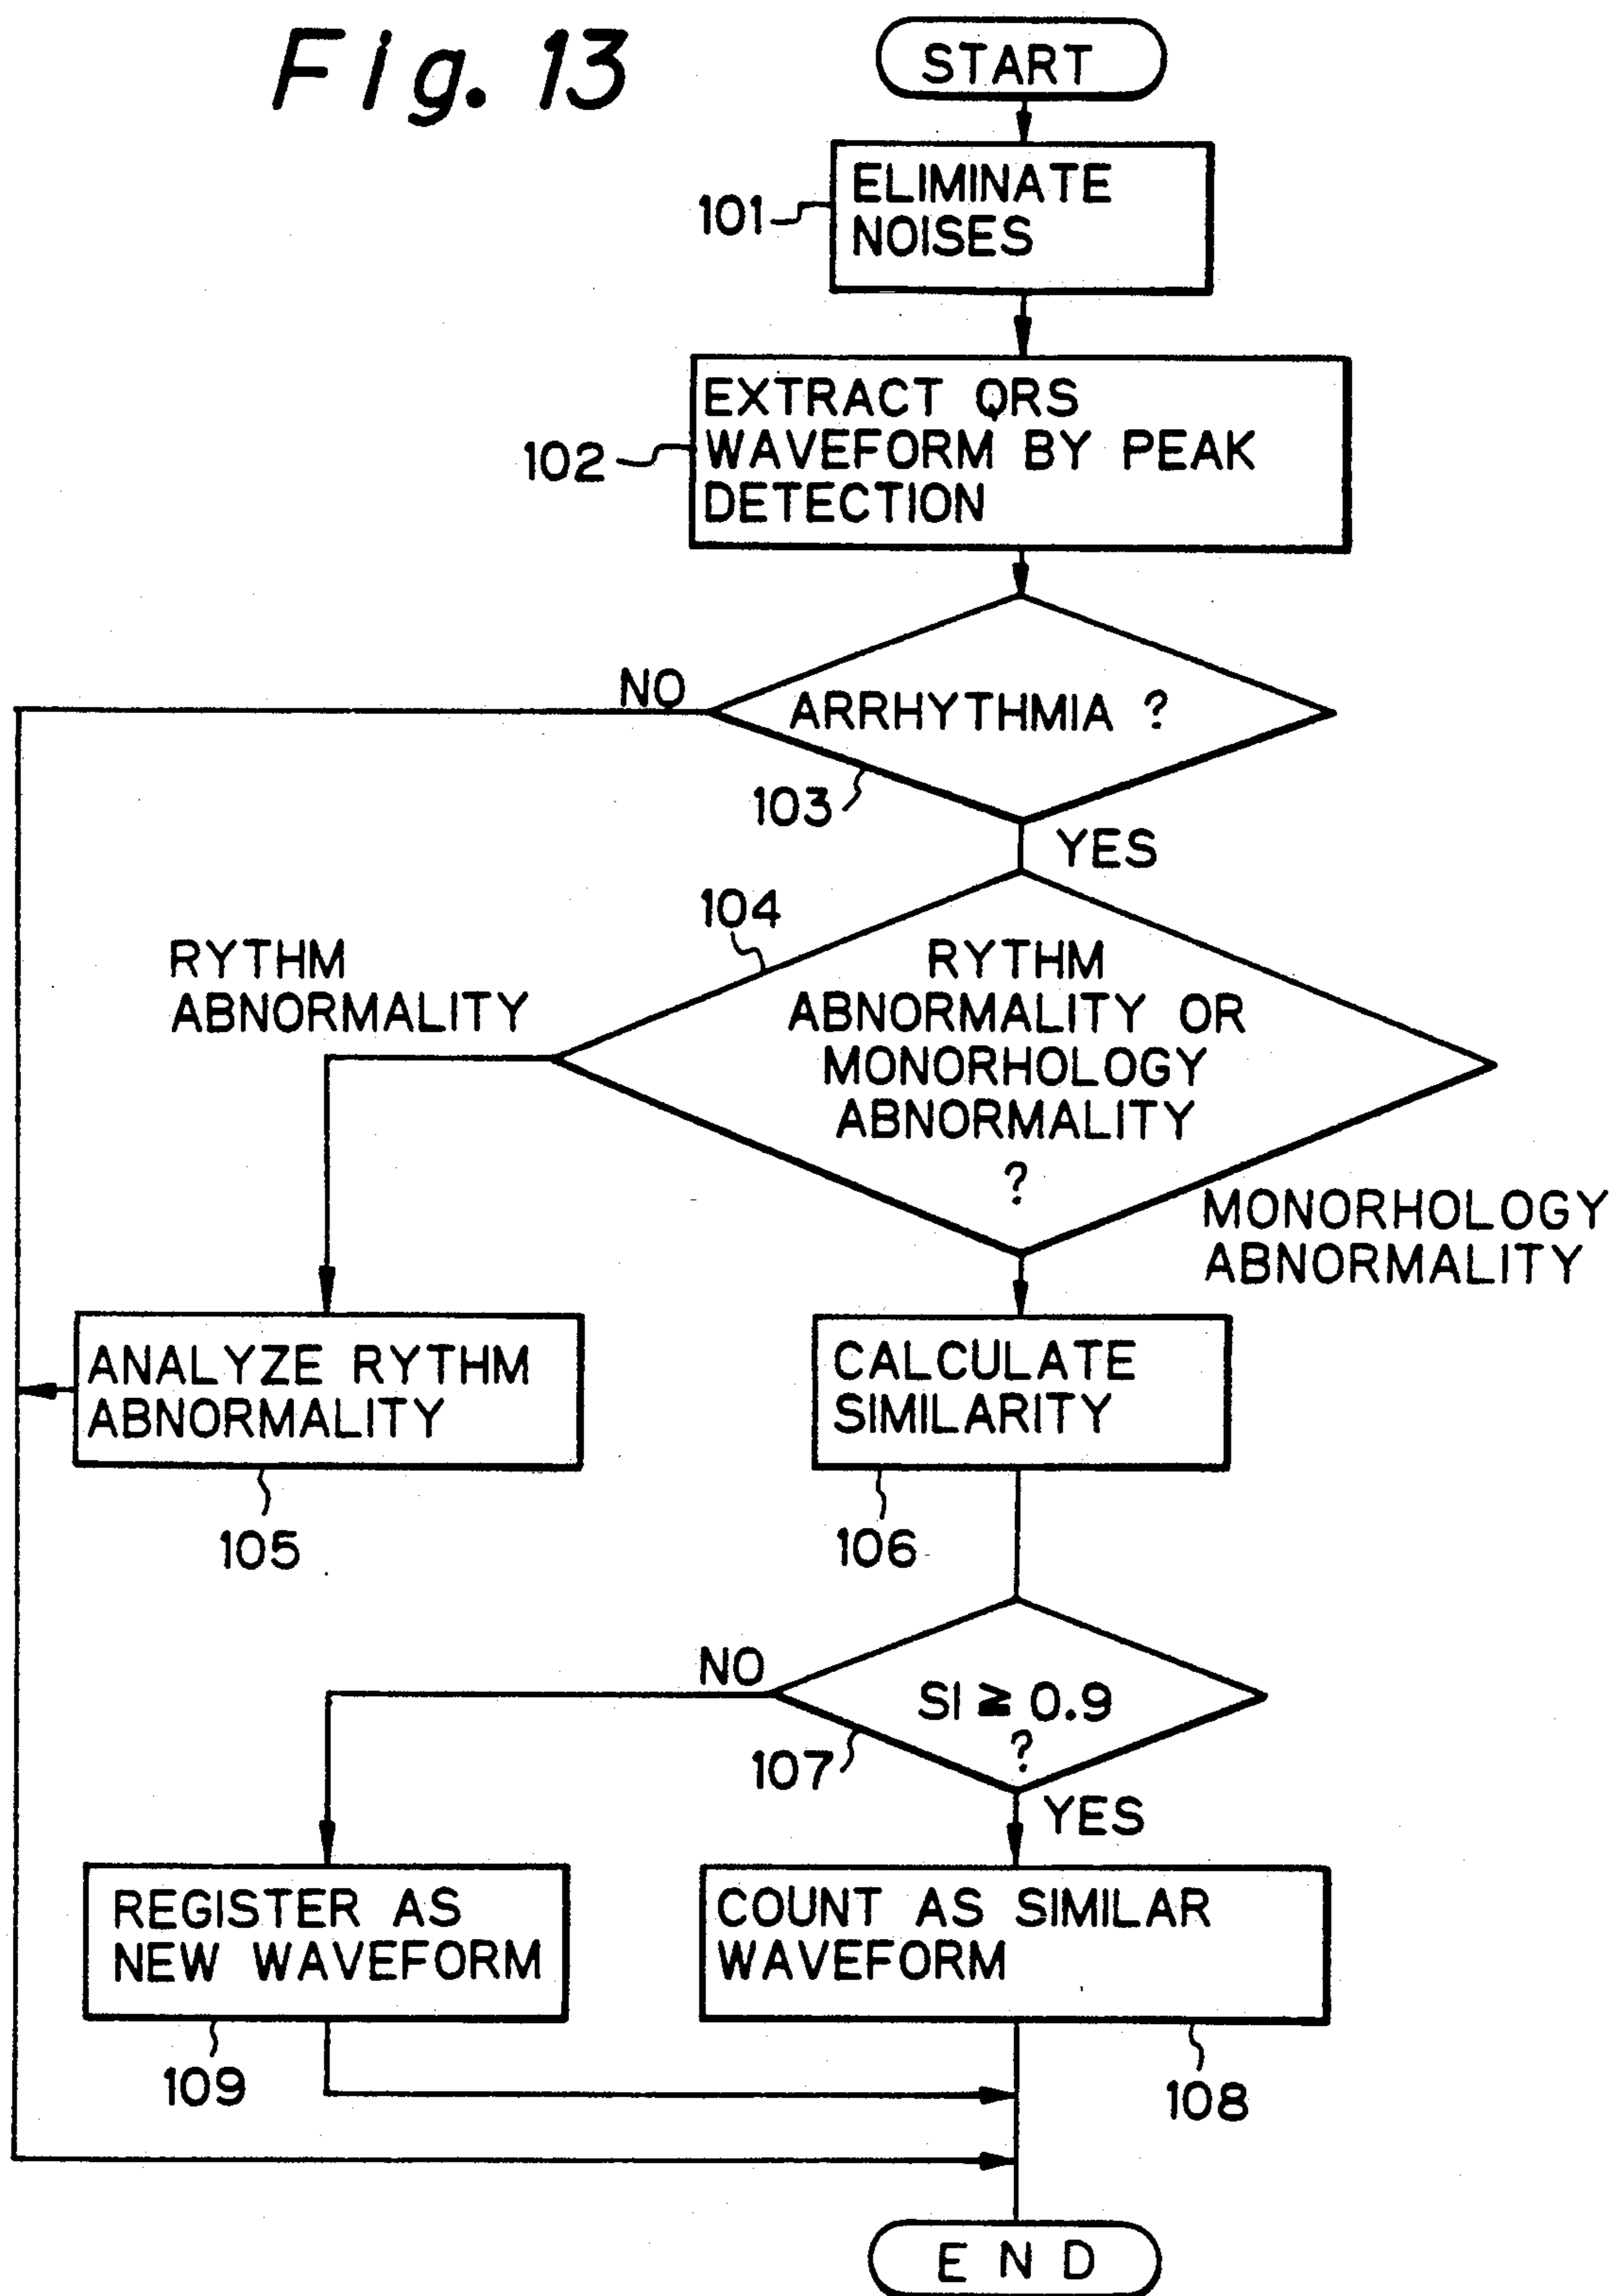 Fig. 13
START
101
ELIMINATE
NOISES
102
EXTRACT QRS
WAVEFORM BY PEAK
DETECTION
NO
ARRHYTHMIA ?
103
YES
104
RYTHM
ABNORMALITY
RYTHM
ABNORMALITY OR
MONORHOLOGY
ABNORMALITY
?
MONORHOLOGY
ABNORMALITY
ANALYZE RYTHM
ABNORMALITY
105
CALCULATE
SIMILARITY
106
NO
SI ≧ 0.9
?
107
YES
REGISTER AS
NEW WAVEFORM
109
COUNT AS SIMILAR
WAVEFORM
108
END